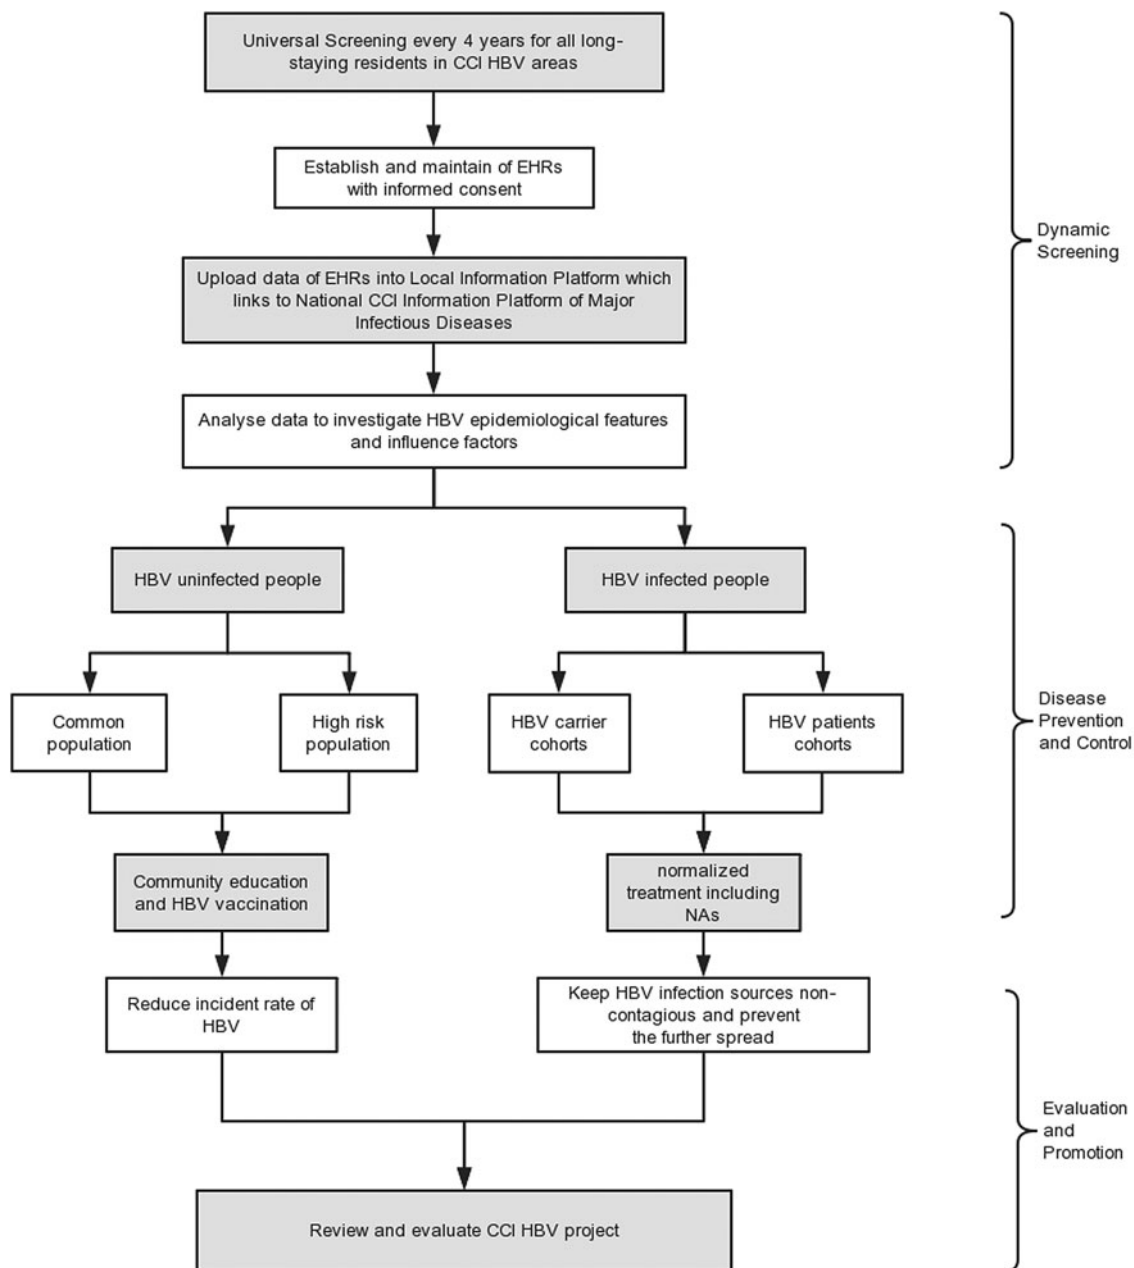 Universal Screening every 4 years for all long-
staying residents in CCI HBV areas
Establish and maintain of EHRs
with informed consent
Upload data of EHRs into Local Information Platform which
links to National CCI Information Platform of Major
Infectious Diseases
Analyse data to investigate HBV epidemiological features
and influence factors
Dynamic
Screening
HBV uninfected people
HBV infected people
Common
population
High risk
population
HBV carrier
cohorts
HBV patients
cohorts
Community education
and HBV vaccination
normalized
treatment including
NAs
Disease
Prevention
and Control
Reduce incident rate of
HBV
Keep HBV infection sources non-
contagious and prevent
the further spread
Review and evaluate CCI HBV project
Evaluation
and
Promotion